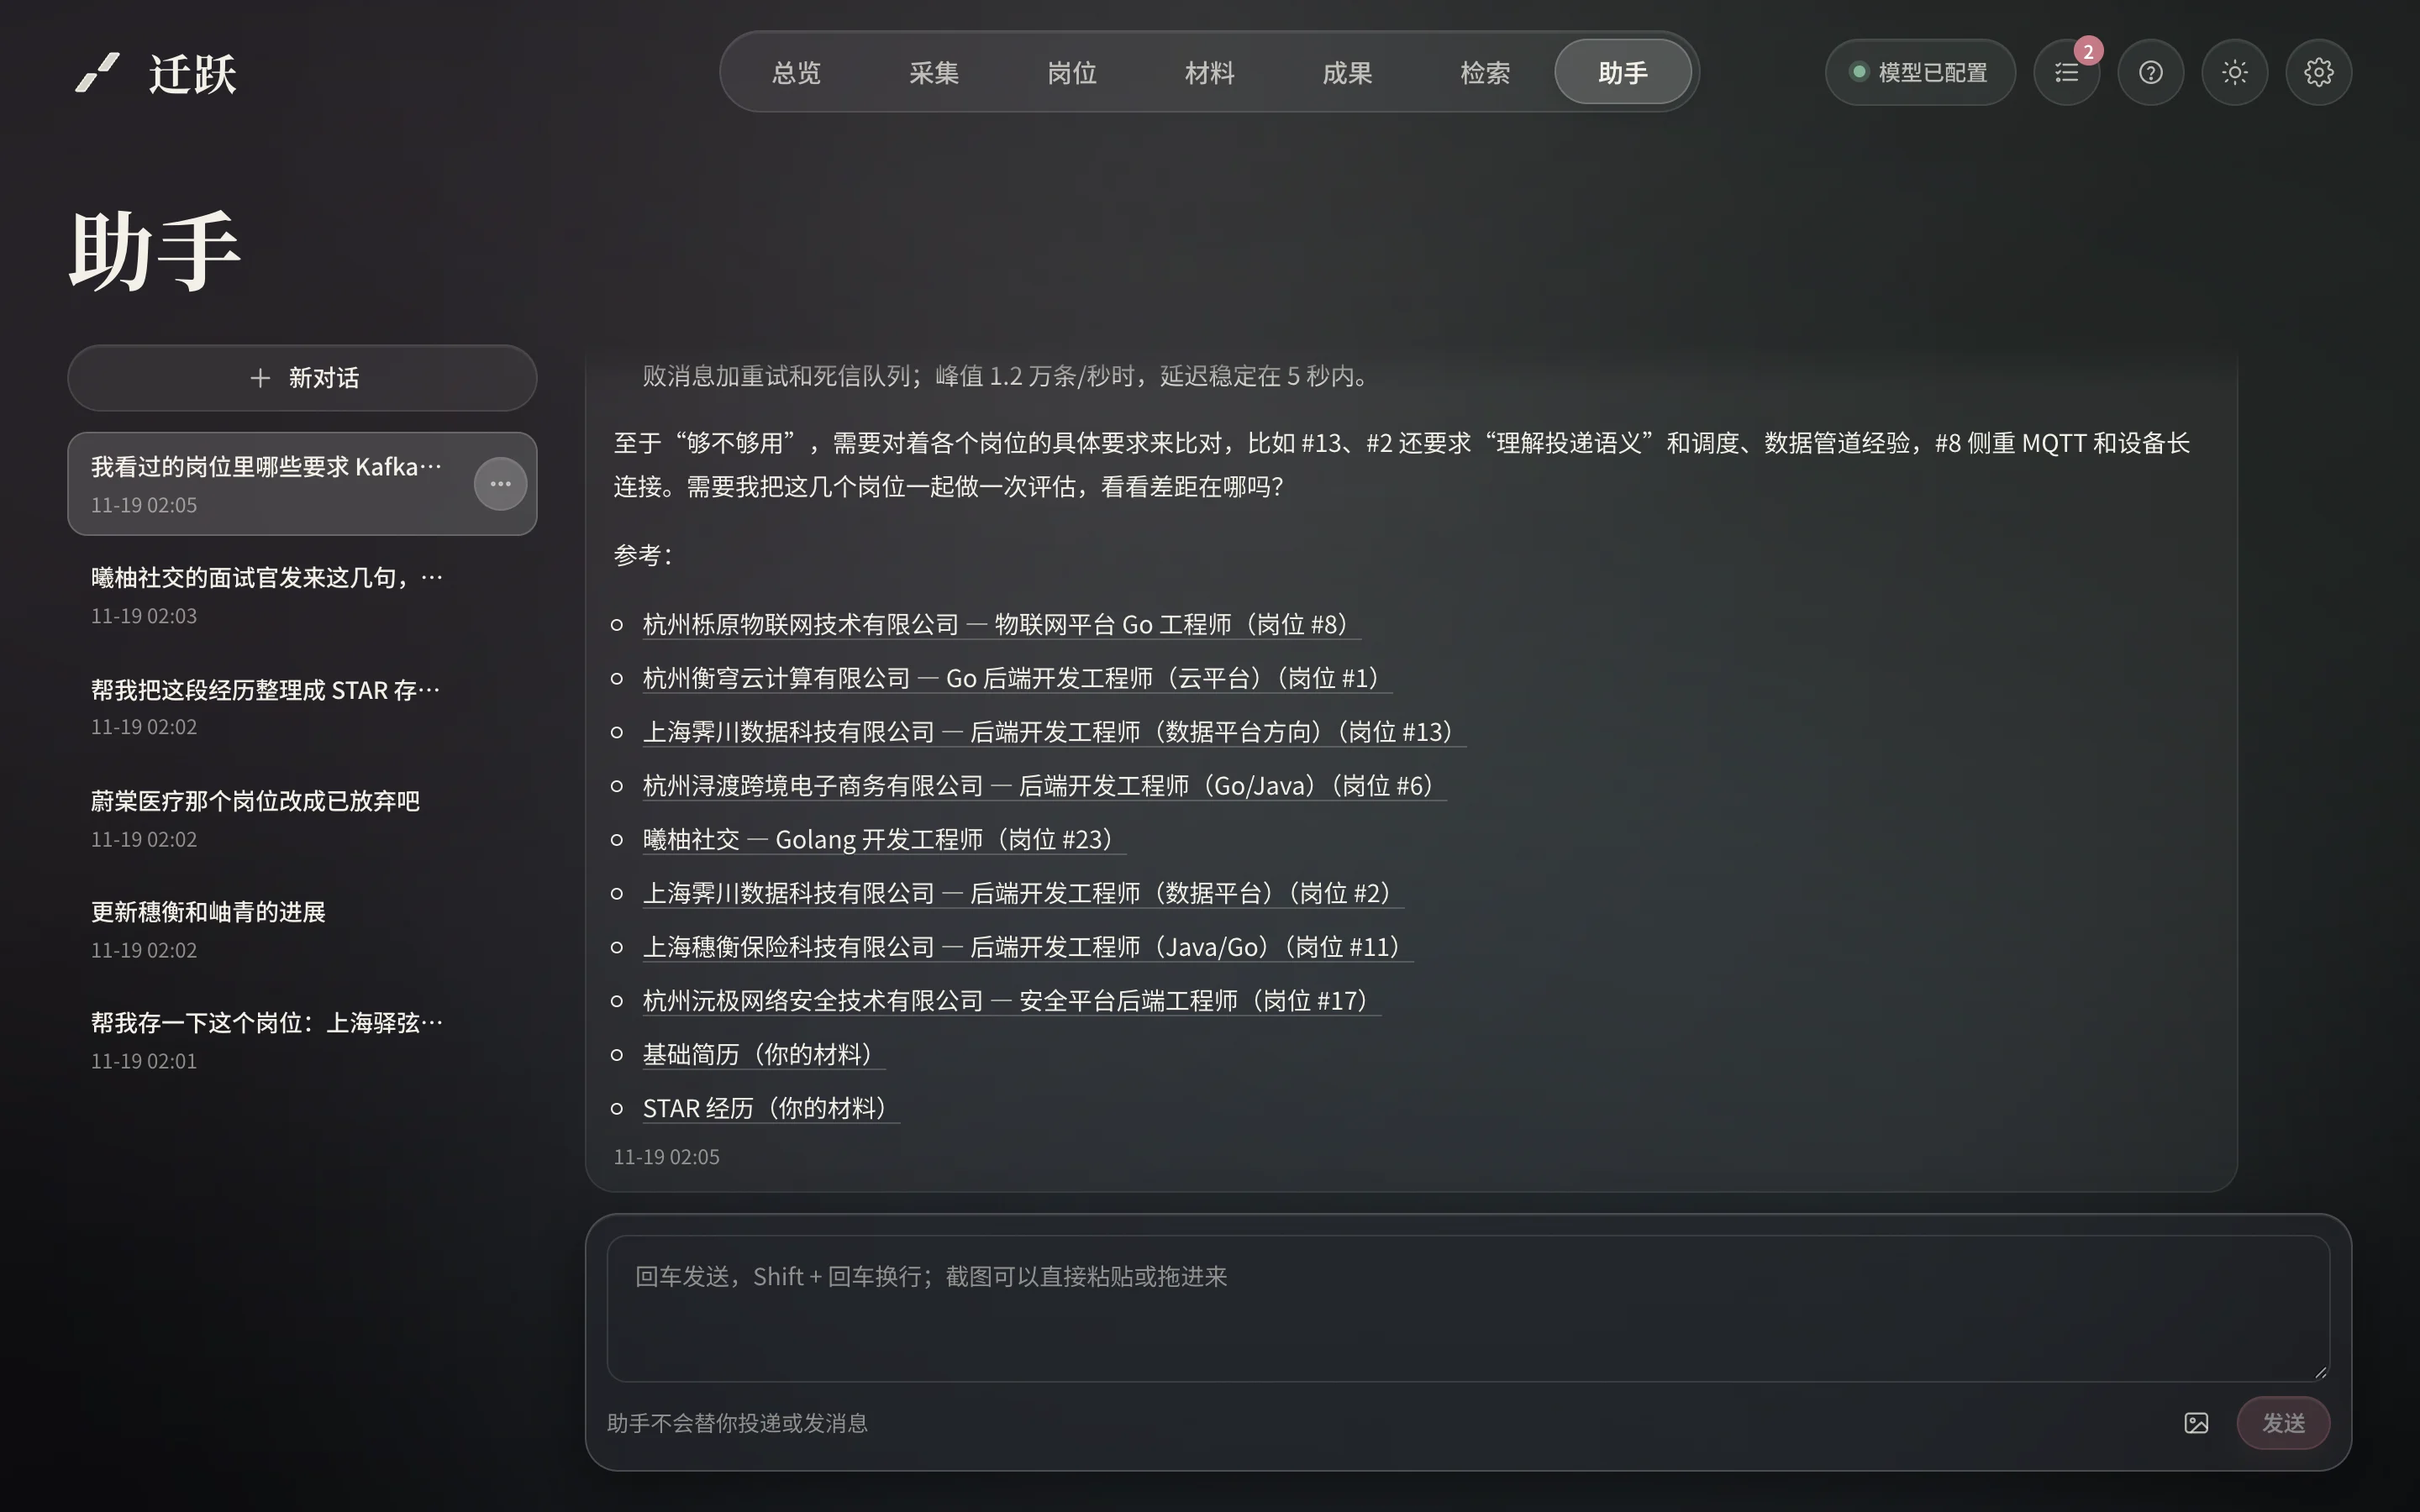 迁跃
总览
采集
岗位
材料
成果
检索
助手
模型已配置
2
助手
新对话
我看过的岗位里哪些要求 Kafka…
11-19 02:05
曦柚社交的面试官发来这几句，…
11-19 02:03
帮我把这段经历整理成 STAR 存…
11-19 02:02
蔚棠医疗那个岗位改成已放弃吧
11-19 02:02
更新穗衡和岫青的进展
11-19 02:02
帮我存一下这个岗位：上海驿弦…
11-19 02:01
败消息加重试和死信队列；峰值 1.2 万条/秒时，延迟稳定在 5 秒内。
至于“够不够用”，需要对着各个岗位的具体要求来比对，比如 #13、#2 还要求“理解投递语义”和调度、数据管道经验，#8 侧重 MQTT 和设备长
连接。需要我把这几个岗位一起做一次评估，看看差距在哪吗？
参考：
杭州栎原物联网技术有限公司 — 物联网平台 Go 工程师（岗位 #8）
杭州衡穹云计算有限公司 — Go 后端开发工程师（云平台）（岗位 #1）
上海霁川数据科技有限公司 — 后端开发工程师（数据平台方向）（岗位 #13）
杭州浔渡跨境电子商务有限公司 — 后端开发工程师（Go/Java）（岗位 #6）
曦柚社交 — Golang 开发工程师（岗位 #23）
上海霁川数据科技有限公司 — 后端开发工程师（数据平台）（岗位 #2）
上海穗衡保险科技有限公司 — 后端开发工程师（Java/Go）（岗位 #11）
杭州沅极网络安全技术有限公司 — 安全平台后端工程师（岗位 #17）
基础简历（你的材料）
STAR 经历（你的材料）
11-19 02:05
回车发送，Shift + 回车换行；截图可以直接粘贴或拖进来
助手不会替你投递或发消息
发送